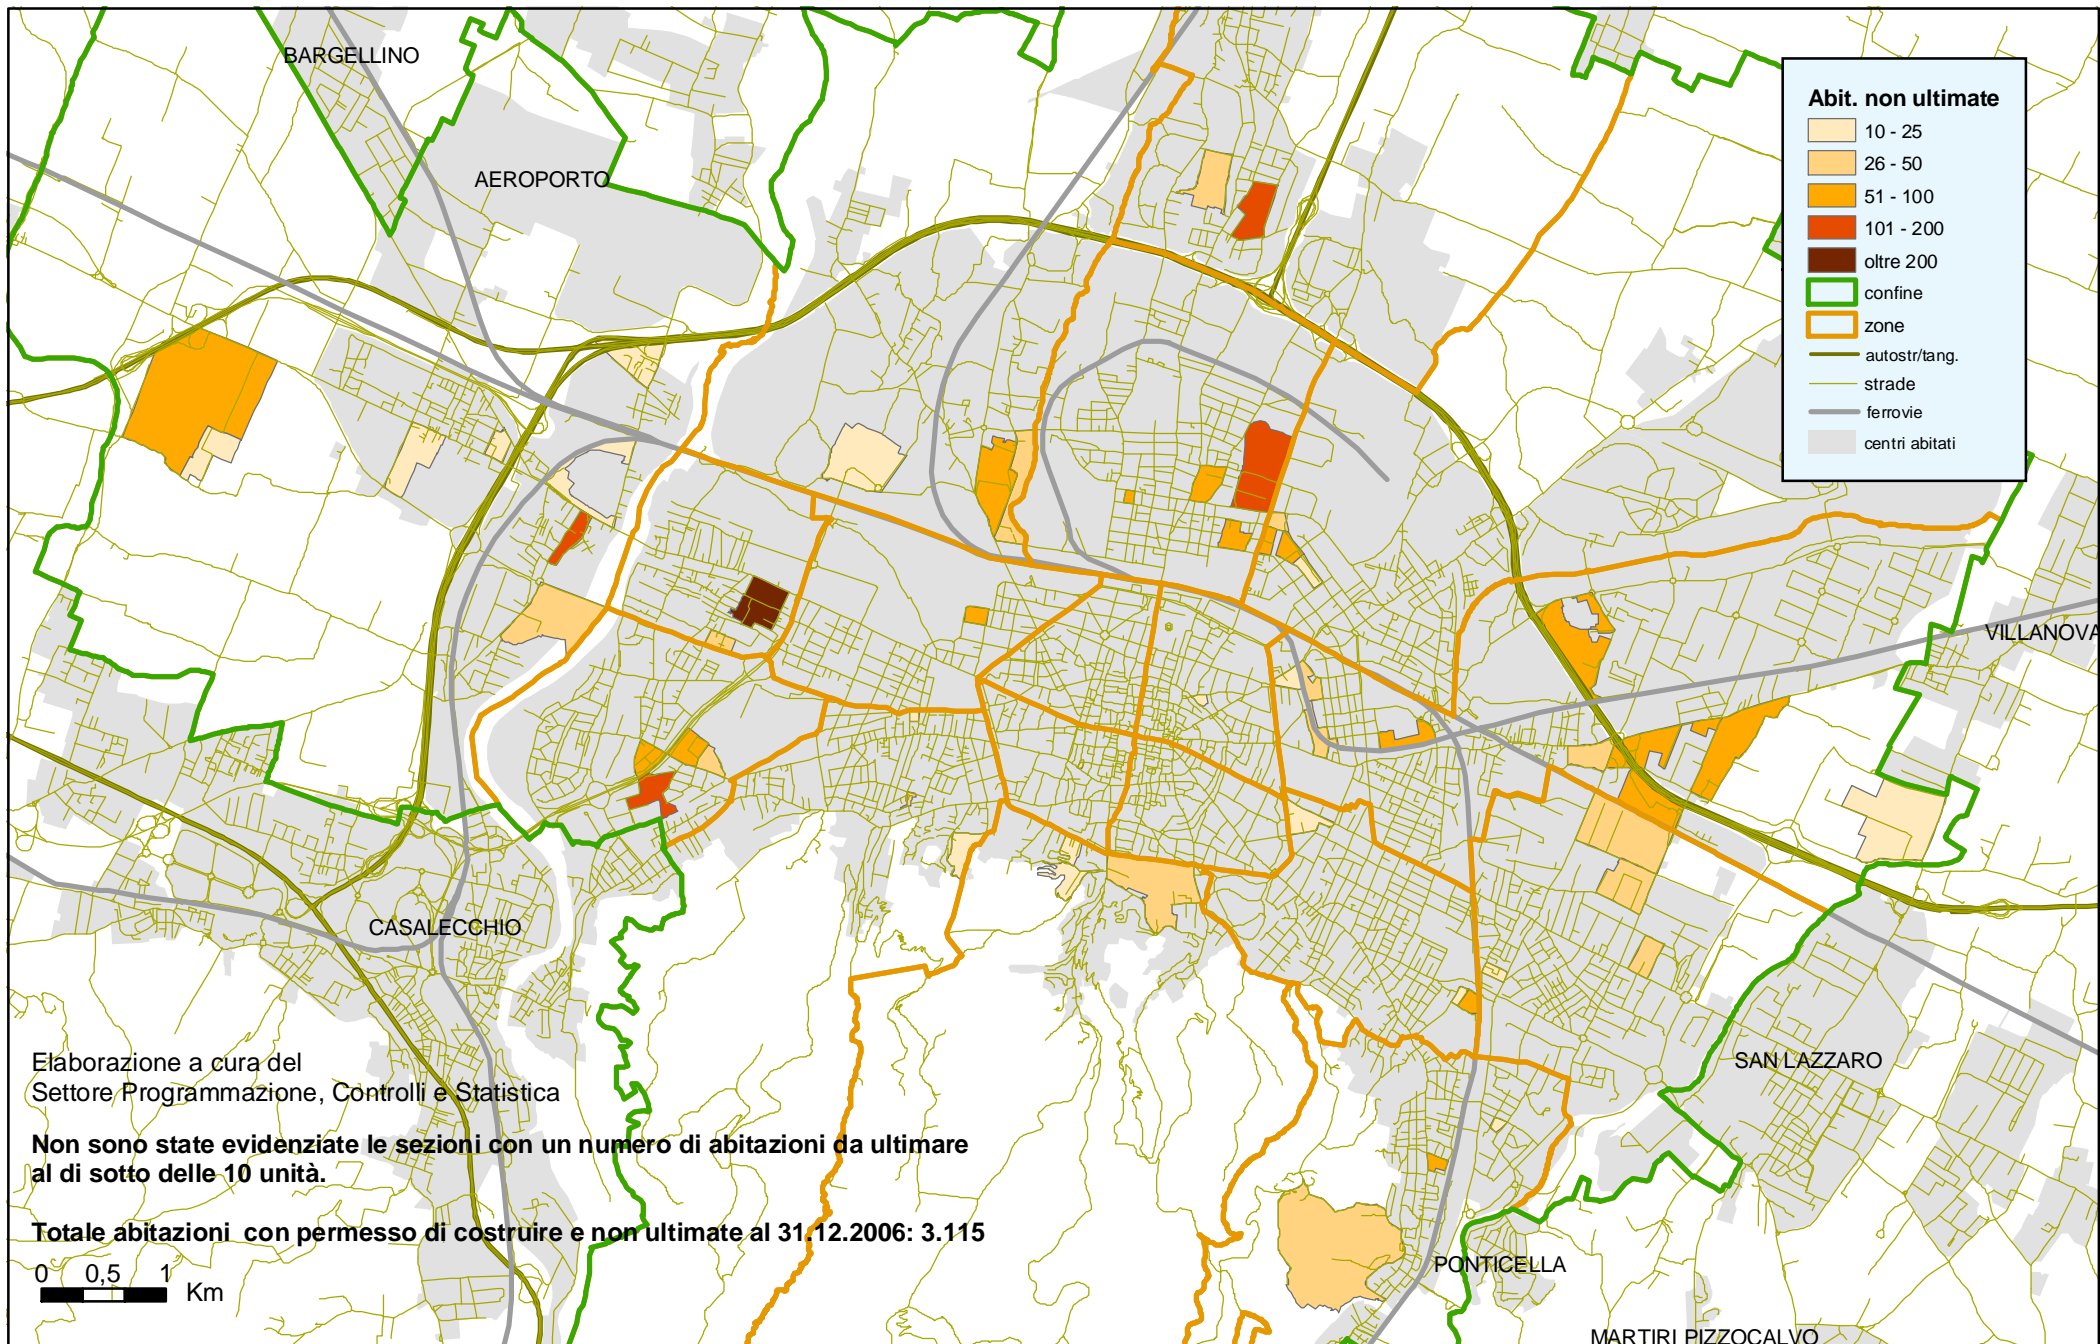 BARGELLINO
AEROPORTO
Abit. non ultimate
10 - 25
26 - 50
51 - 100
101 - 200
oltre 200
confine
zone
autostr/tang.
strade
ferrovie
centri abitati
VILLANOVA
CASALECCHIO
SAN LAZZARO
Elaborazione a cura del
Settore Programmazione, Controlli e Statistica
Non sono state evidenziate le sezioni con un numero di abitazioni da ultimare
al di sotto delle 10 unità.
Totale abitazioni con permesso di costruire e non ultimate al 31.12.2006: 3.115
0 0,5 1
Km
PONTICELLA
MARTIRI PIZZOCALVO